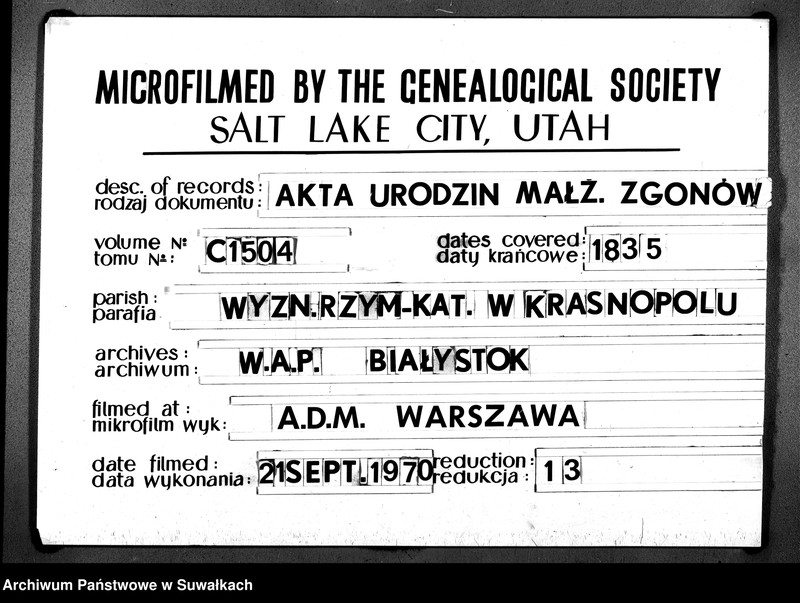 MICROFILMED BY THE GENEALOGICAL SOCIETY
SALT LAKE CITY, UTAH
desc. of records: AKTA URODZIN MAŁŻ. ZGONÓW
rodzaj dokumentu:
volume №: C1504 dates covered: 1835
tomu №: daty krańcowe:
parish: WYZN.RZYM-KAT. W KRASNOPOLU
parafia
archives: W.A.P. BIAŁYSTOK
archiwum:
filmed at: A.D.M. WARSZAWA
mikrofilm wyk:
date filmed: 21 SEPT. 1970 reduction: 13
data wykonania: redukcja:
Archiwum Państwowe w Suwałkach